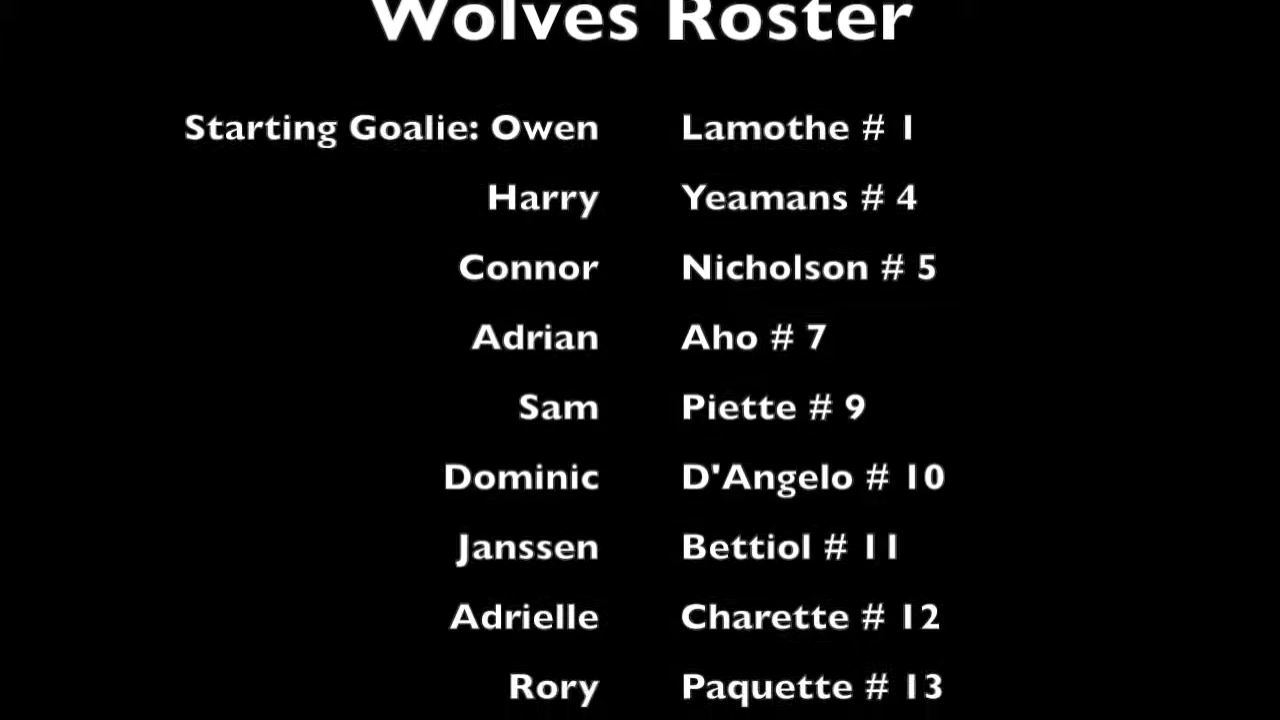 Wolves Roster
Starting Goalie: Owen Lamothe # 1
Harry Yeamans # 4
Connor Nicholson # 5
Adrian Aho # 7
Sam Piette # 9
Dominic D'Angelo # 10
Janssen Bettiol # 11
Adrielle Charette # 12
Rory Paquette # 13